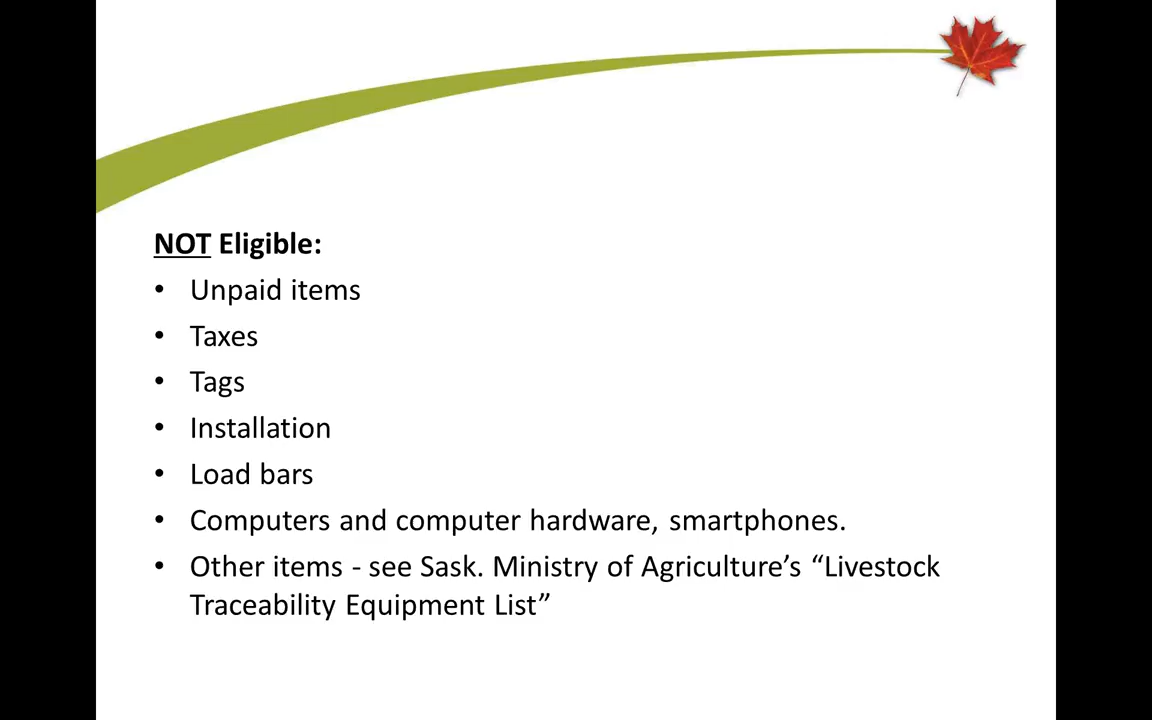 NOT Eligible:
• Unpaid items
• Taxes
• Tags
• Installation
• Load bars
• Computers and computer hardware, smartphones.
• Other items - see Sask. Ministry of Agriculture’s “Livestock
Traceability Equipment List”